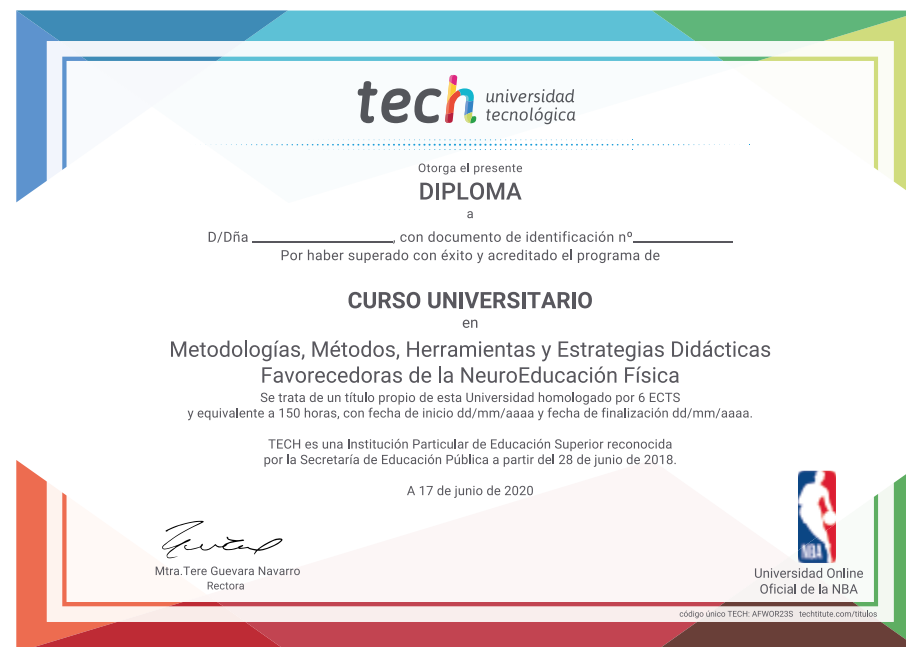 tech universidad
tecnológica
Otorga el presente
DIPLOMA
a
D/Dña ____________________, con documento de identificación nº______________
Por haber superado con éxito y acreditado el programa de
CURSO UNIVERSITARIO
en
Metodologías, Métodos, Herramientas y Estrategias Didácticas
Favorecedoras de la NeuroEducación Física
Se trata de un título propio de esta Universidad homologado por 6 ECTS
y equivalente a 150 horas, con fecha de inicio dd/mm/aaaa y fecha de finalización dd/mm/aaaa.
TECH es una Institución Particular de Educación Superior reconocida
por la Secretaría de Educación Pública a partir del 28 de junio de 2018.
A 17 de junio de 2020
Mtra.Tere Guevara Navarro
Rectora
NBA
Universidad Online
Oficial de la NBA
código único TECH: AFWOR23S techtitute.com/titulos